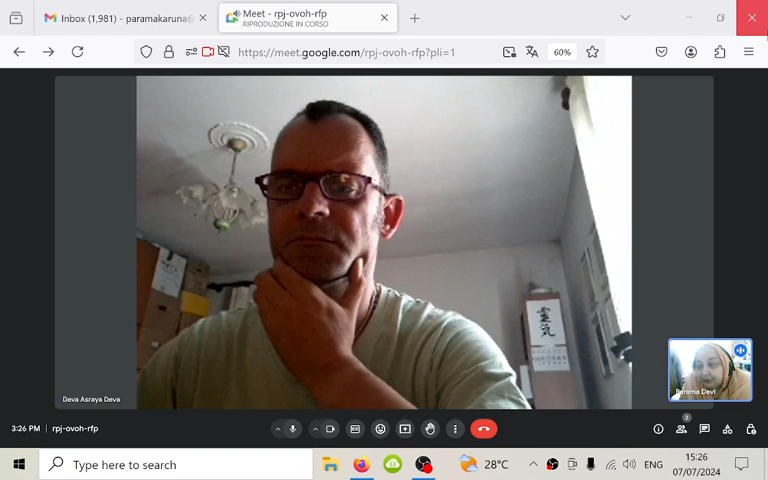 Inbox (1,981) - paramakaruna@
Meet - rpj-ovoh-rfp
RIPRODUZIONE IN CORSO
https://meet.google.com/rpj-ovoh-rfp?pli=1
60%
靈
氣
Deva Asraya Deva
Parama Devi
3:26 PM | rpj-ovoh-rfp
2
Type here to search
28°C
ENG
15:26
07/07/2024